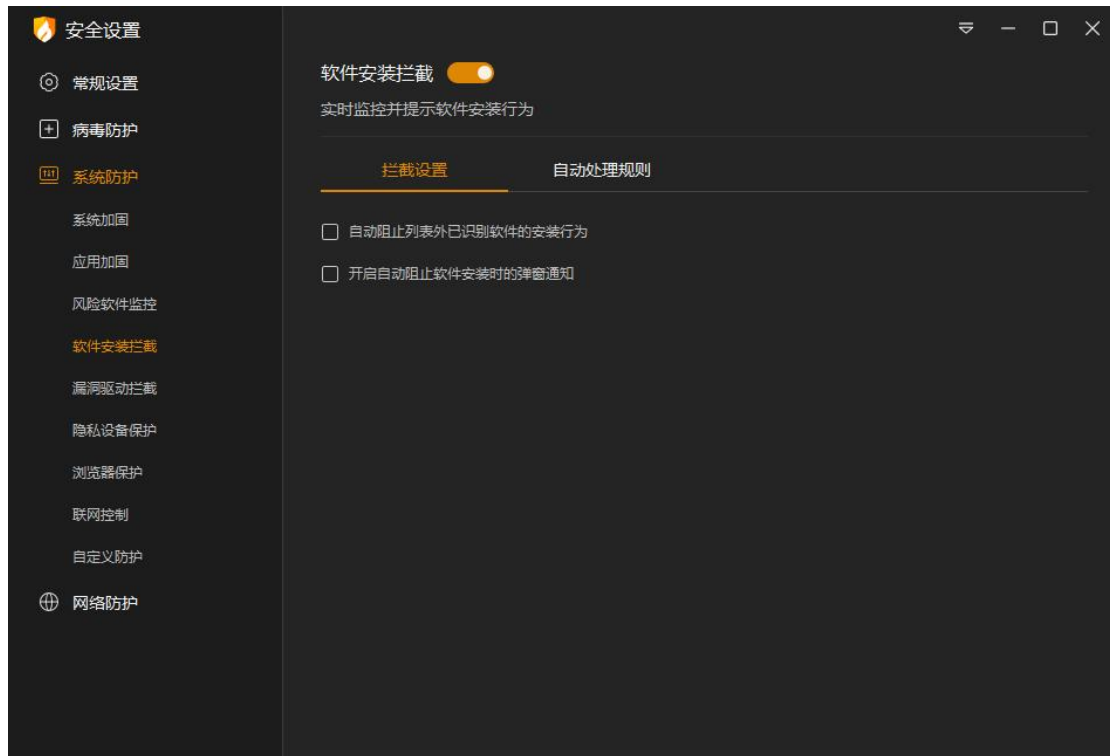 安全设置
常规设置
病毒防护
系统防护
系统加固
应用加固
风险软件监控
软件安装拦截
漏洞驱动拦截
隐私设备保护
浏览器保护
联网控制
自定义防护
网络防护
软件安装拦截
实时监控并提示软件安装行为
拦截设置 自动处理规则
自动阻止列表外已识别软件的安装行为
开启自动阻止软件安装时的弹窗通知